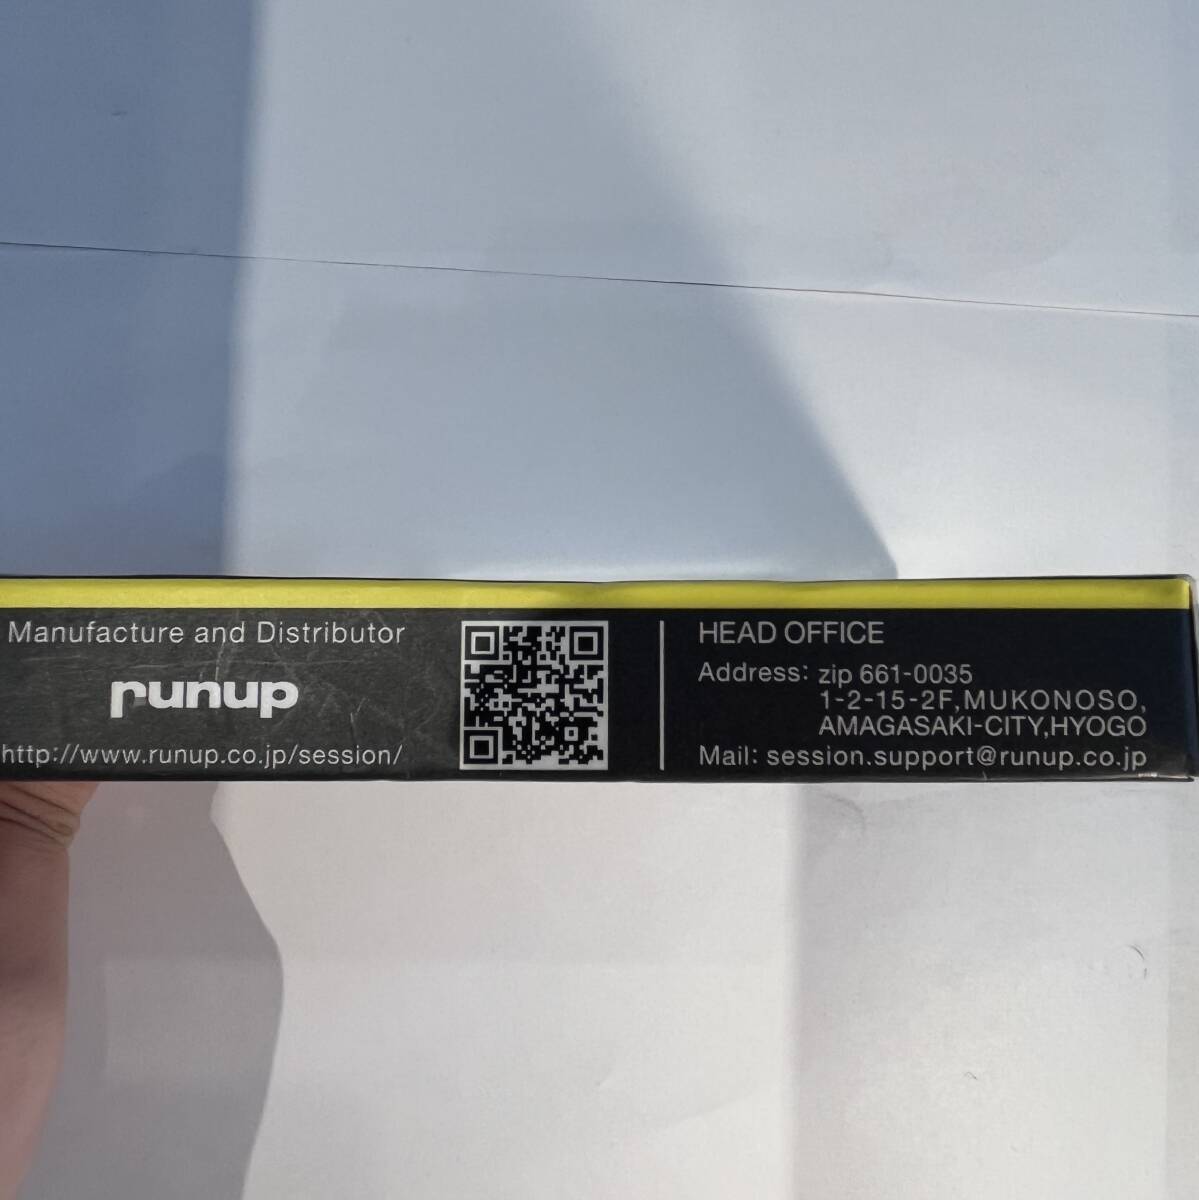 Manufacture and Distributor
runup
http://www.runup.co.jp/session/
HEAD OFFICE
Address: zip 661-0035
1-2-15-2F,MUKONOSO,
AMAGASAKI-CITY,HYOGO
Mail: session.support@runup.co.jp